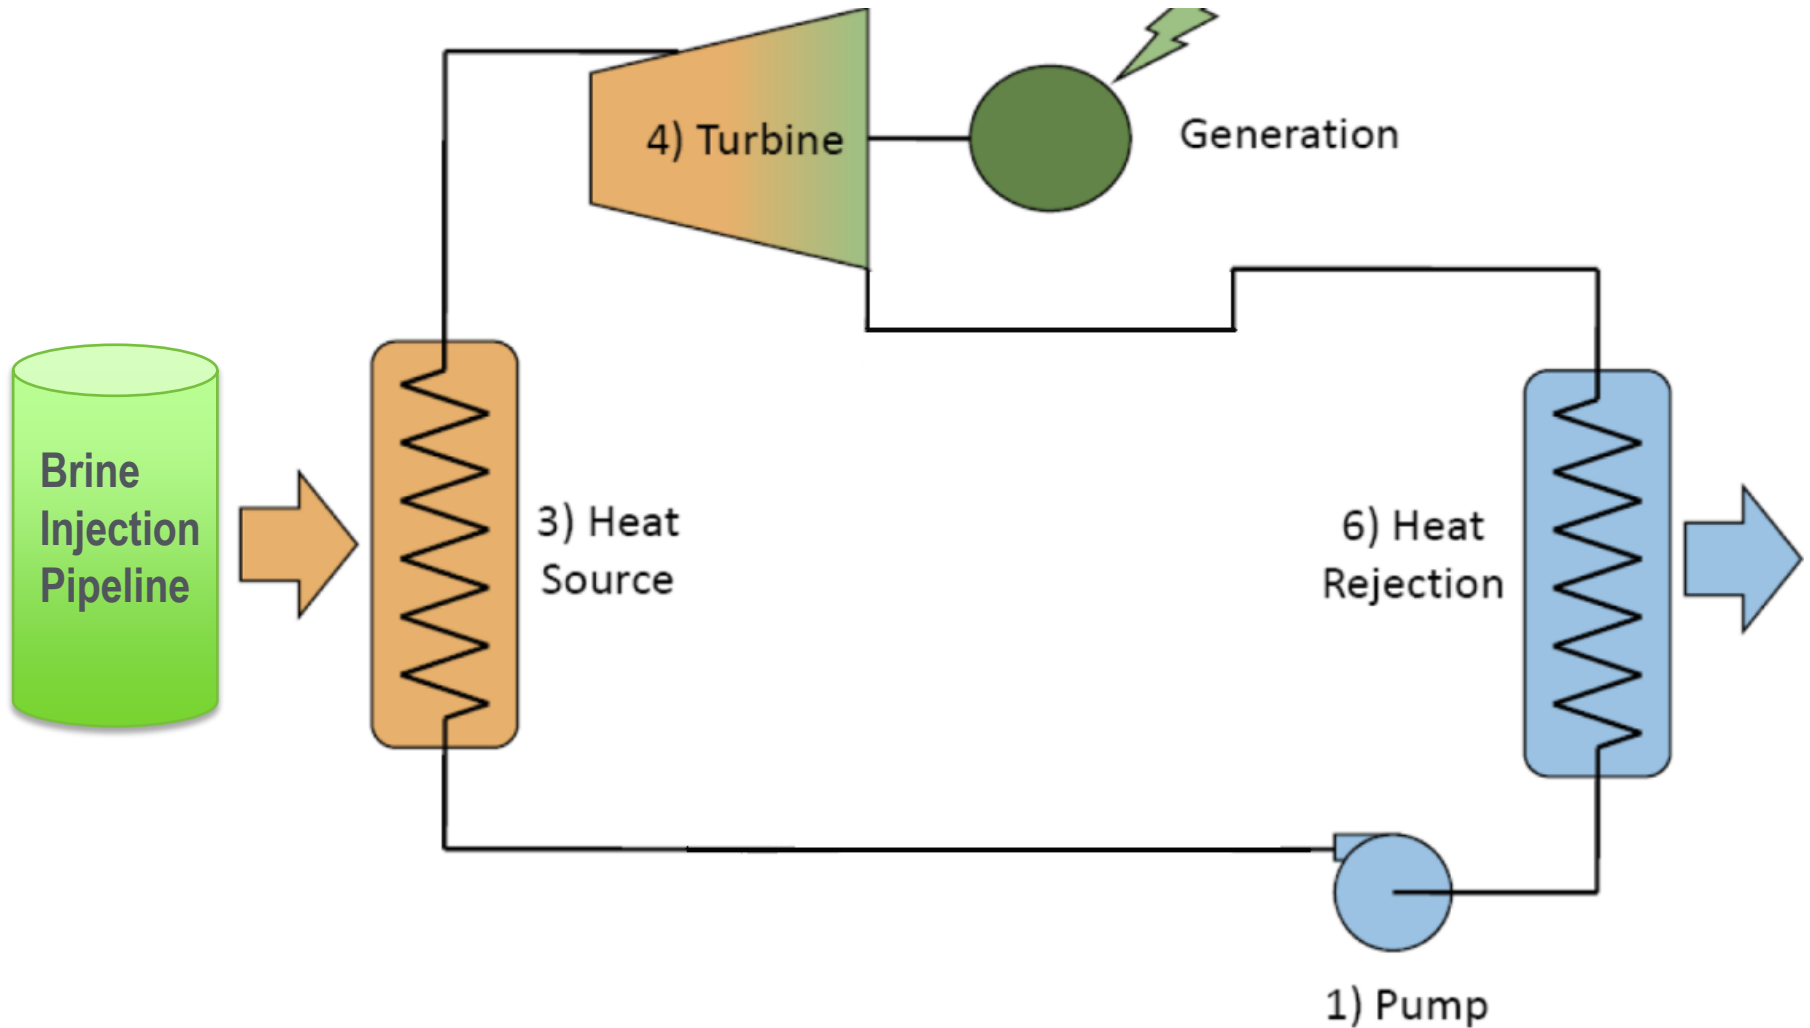 4) Turbine
Generation
Brine
Injection
Pipeline
3) Heat
Source
6) Heat
Rejection
1) Pump